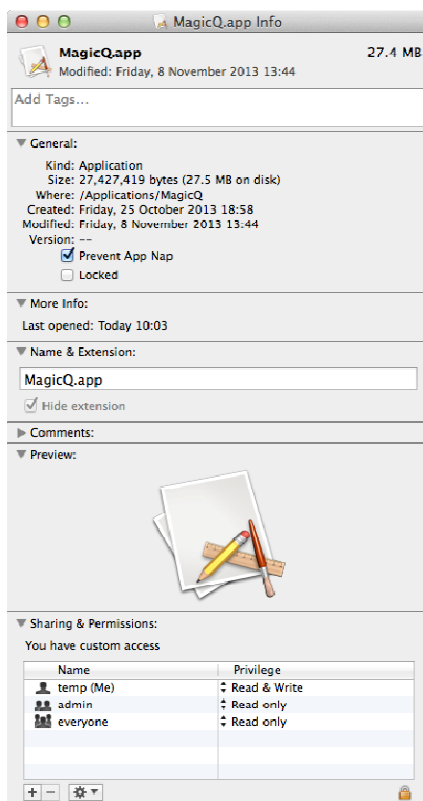 MagicQ.app Info
MagicQ.app 27.4 MB
Modified: Friday, 8 November 2013 13:44
Add Tags...
General:
Kind: Application
Size: 27,427,419 bytes (27.5 MB on disk)
Where: /Applications/MagicQ
Created: Friday, 25 October 2013 18:58
Modified: Friday, 8 November 2013 13:44
Version: --
Prevent App Nap
Locked
More Info:
Last opened: Today 10:03
Name & Extension:
MagicQ.app
Hide extension
Comments:
Preview:
Sharing & Permissions:
You have custom access
Name Privilege
temp (Me) Read & Write
admin Read only
everyone Read only